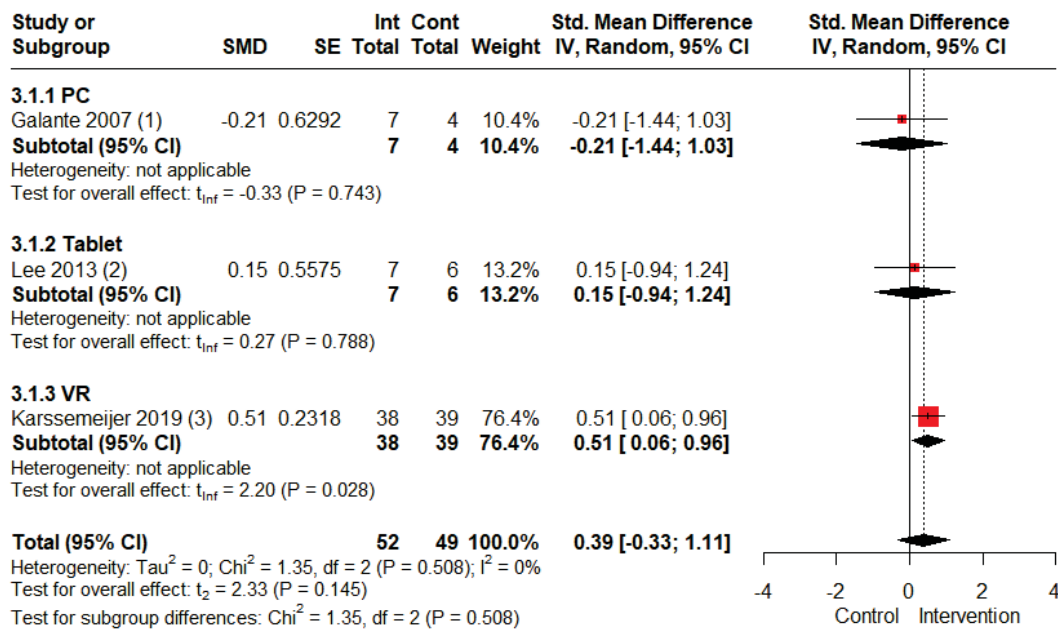 Study or Int Cont Std. Mean Difference Std. Mean Difference
Subgroup SMD SE Total Total Weight IV, Random, 95% CI IV, Random, 95% CI
3.1.1 PC
Galante 2007 (1) -0.21 0.6292 7 4 10.4% -0.21 [-1.44; 1.03]
Subtotal (95% CI) 7 4 10.4% -0.21 [-1.44; 1.03]
Heterogeneity: not applicable
Test for overall effect: t_Inf = -0.33 (P = 0.743)
3.1.2 Tablet
Lee 2013 (2) 0.15 0.5575 7 6 13.2% 0.15 [-0.94; 1.24]
Subtotal (95% CI) 7 6 13.2% 0.15 [-0.94; 1.24]
Heterogeneity: not applicable
Test for overall effect: t_Inf = 0.27 (P = 0.788)
3.1.3 VR
Karssemeijer 2019 (3) 0.51 0.2318 38 39 76.4% 0.51 [ 0.06; 0.96]
Subtotal (95% CI) 38 39 76.4% 0.51 [ 0.06; 0.96]
Heterogeneity: not applicable
Test for overall effect: t_Inf = 2.20 (P = 0.028)
Total (95% CI) 52 49 100.0% 0.39 [-0.33; 1.11]
Heterogeneity: Tau² = 0; Chi² = 1.35, df = 2 (P = 0.508); I² = 0%
Test for overall effect: t₂ = 2.33 (P = 0.145)
Test for subgroup differences: Chi² = 1.35, df = 2 (P = 0.508)
-4 -2 0 2 4
Control Intervention